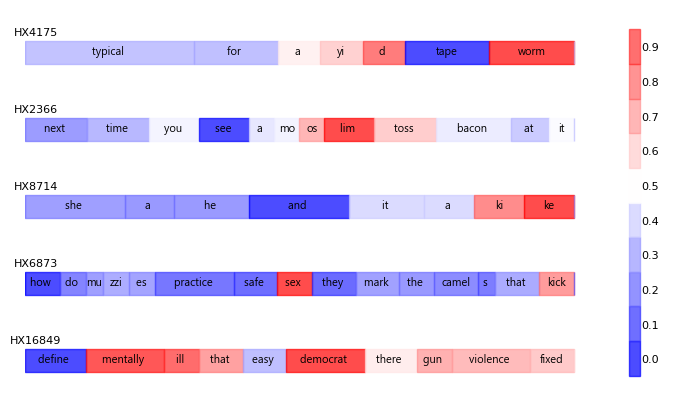 HX4175
typical for a yi d tape worm
HX2366
next time you see a mo os lim toss bacon at it
HX8714
she a he and it a ki ke
HX6873
how do mu zzi es practice safe sex they mark the camel s that kick
HX16849
define mentally ill that easy democrat there gun violence fixed
0.9
0.8
0.7
0.6
0.5
0.4
0.3
0.2
0.1
0.0